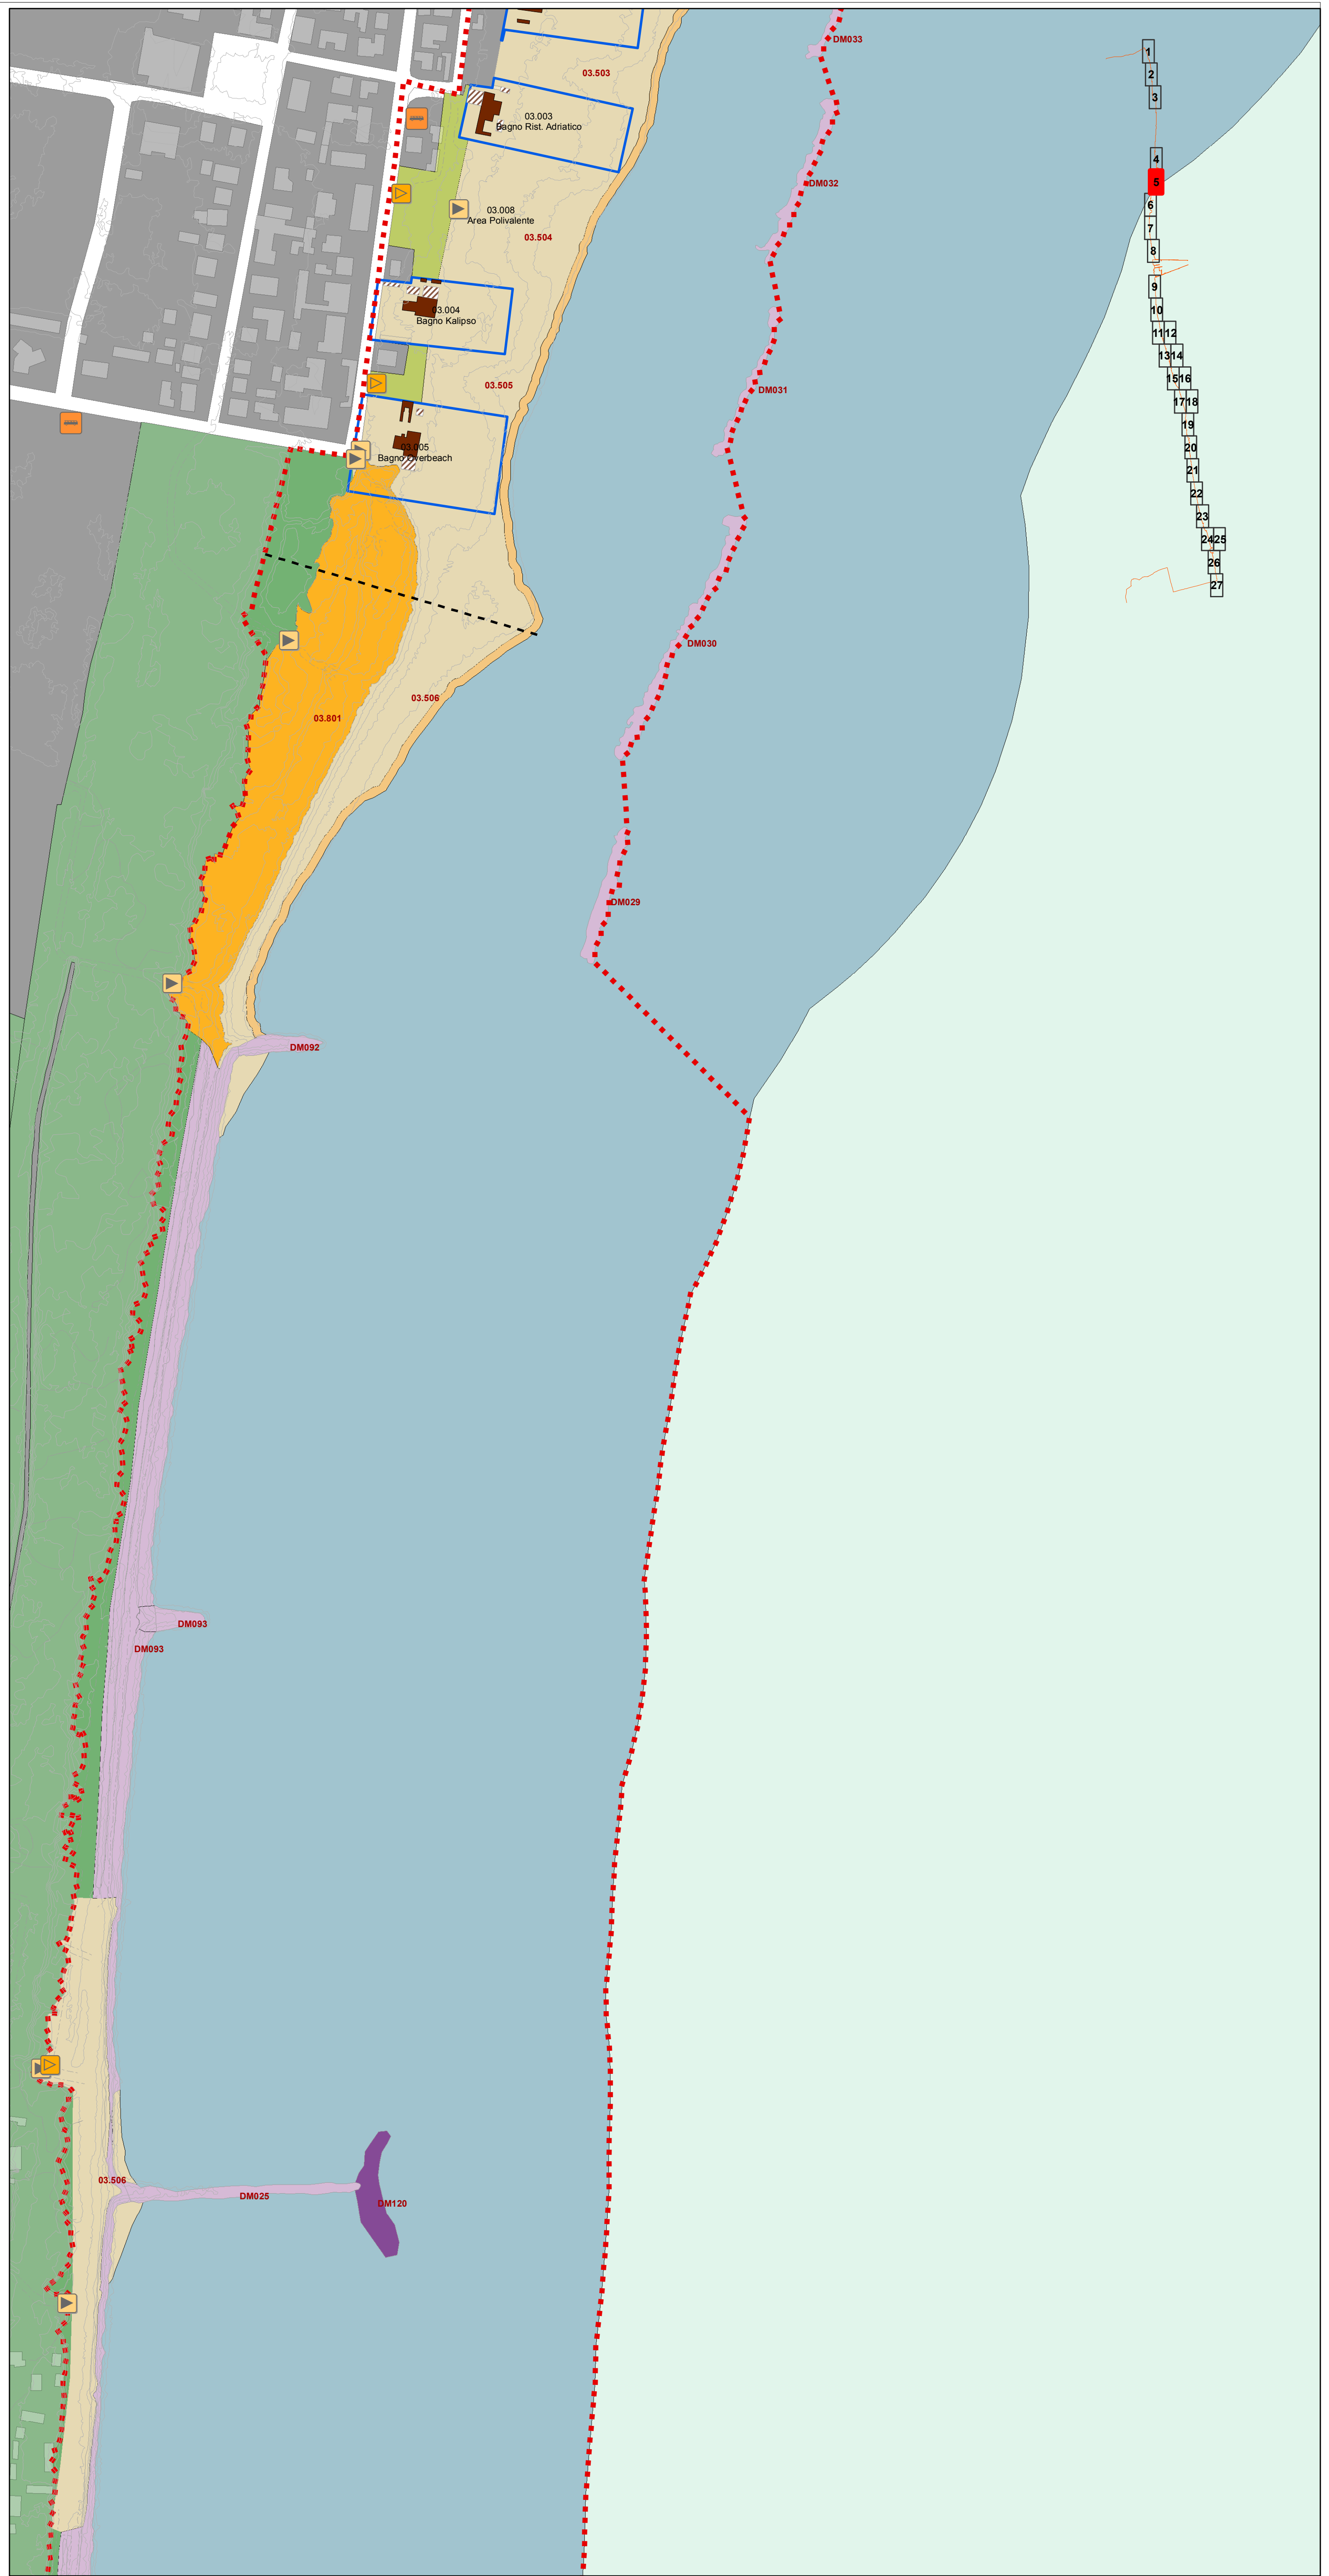 DM033
03.503
03.003
Bagno Rist. Adriatico
DM032
03.008
Area Polivalente
03.504
03.004
Bagno Kalipso
03.505
DM031
03.005
Bagno Overbeach
DM030
03.506
03.801
DM029
DM092
DM093
DM093
03.506
DM025
DM120
1
2
3
4
5
6
7
8
9
10
11 12
13 14
15 16
17 18
19
20
21
22
23
24 25
26
27